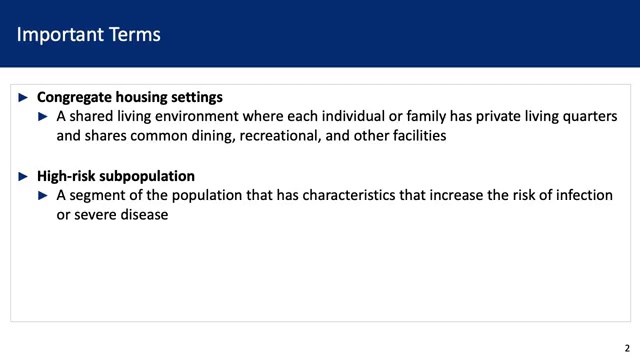 Important Terms
► Congregate housing settings
► A shared living environment where each individual or family has private living quarters
and shares common dining, recreational, and other facilities
► High-risk subpopulation
► A segment of the population that has characteristics that increase the risk of infection
or severe disease
2